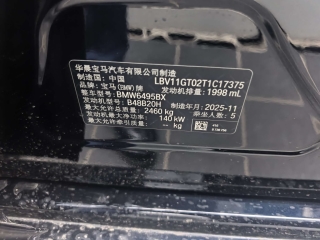 华晨宝马汽车有限公司制造
制造国：中国 LBV11GT02T1C17375
品牌：宝马(BMW)牌 发动机排量：1998 mL
整车型号：BMW6495BX
发动机型号：B48B20H 制造年月：2025-11
最大允许总质量：2460 kg 乘坐人数：5
发动机最大净功率：140 kW
-- kg